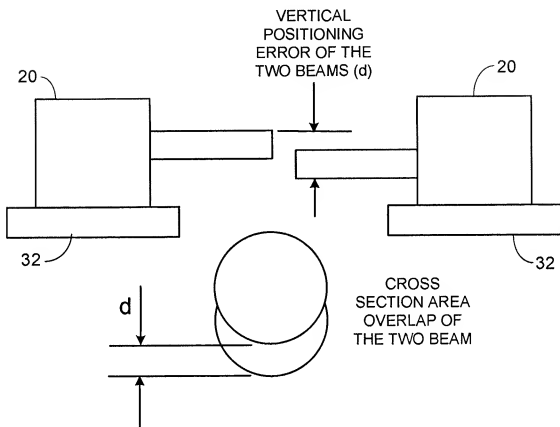 VERTICAL
POSITIONING
ERROR OF THE
TWO BEAMS (d)
20
20
32
32
d
CROSS
SECTION AREA
OVERLAP OF
THE TWO BEAM